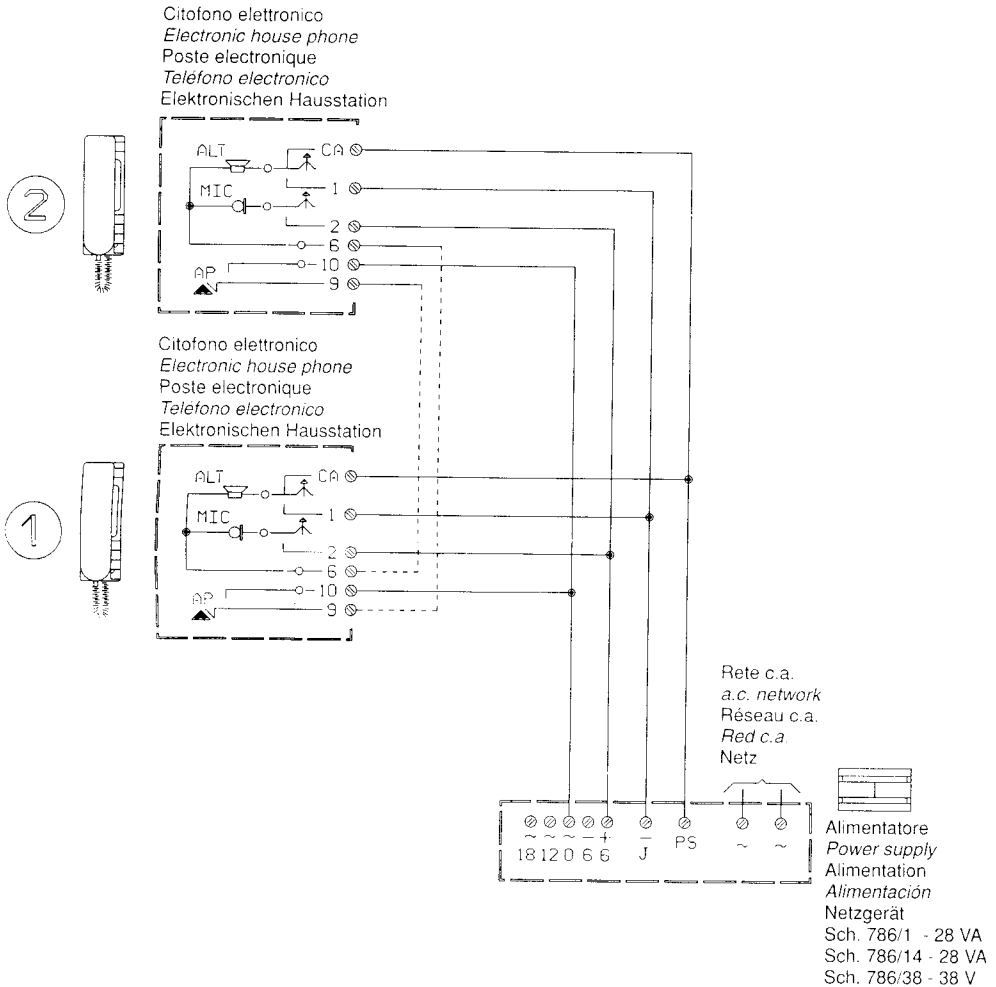 Citofono elettronico
Electronic house phone
Poste electronique
Teléfono electronico
Elektronischen Hausstation
ALT
CA
MIC
1
2
6
10
AP
9
2
Citofono elettronico
Electronic house phone
Poste electronique
Teléfono electronico
Elektronischen Hausstation
ALT
CA
MIC
1
2
6
10
AP
9
1
Rete c.a.
a.c. network
Réseau c.a.
Red c.a.
Netz
~ ~ ~ − + − PS ~ ~
18 12 0 6 6 J
Alimentatore
Power supply
Alimentation
Alimentación
Netzgerät
Sch. 786/1 - 28 VA
Sch. 786/14 - 28 VA
Sch. 786/38 - 38 V